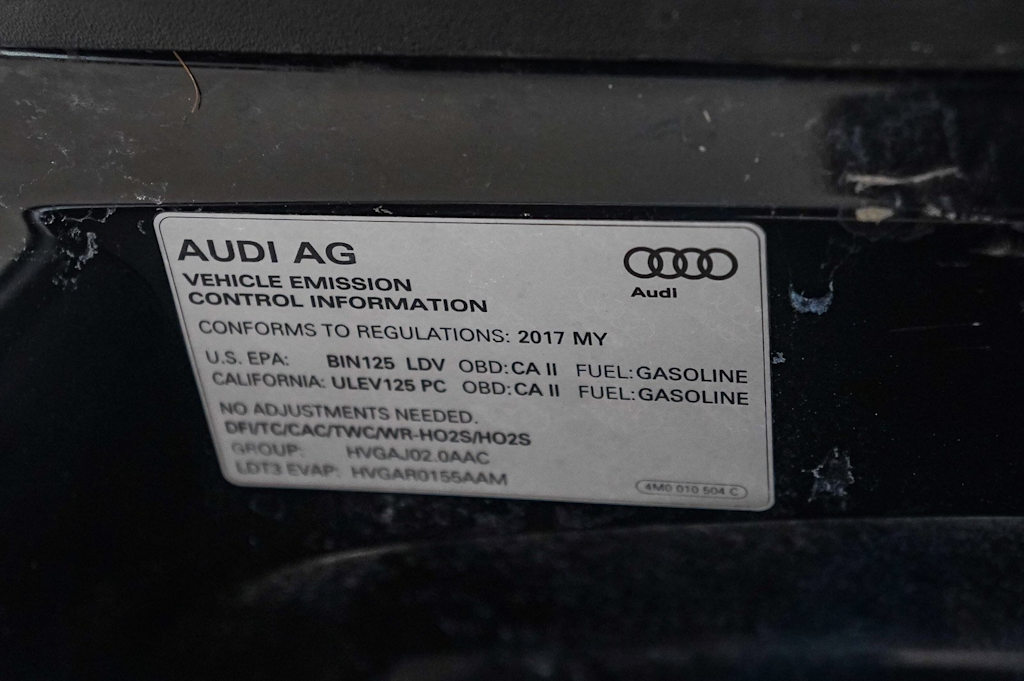 AUDI AG
VEHICLE EMISSION
CONTROL INFORMATION
Audi
CONFORMS TO REGULATIONS: 2017 MY
U.S. EPA: BIN125 LDV OBD: CA II FUEL: GASOLINE
CALIFORNIA: ULEV125 PC OBD: CA II FUEL: GASOLINE
NO ADJUSTMENTS NEEDED.
DFI/TC/CAC/TWC/WR-HO2S/HO2S
GROUP: HVGAJ02.0AAC
LDT3 EVAP: HVGAR0155AAM
4M0 010 504 C